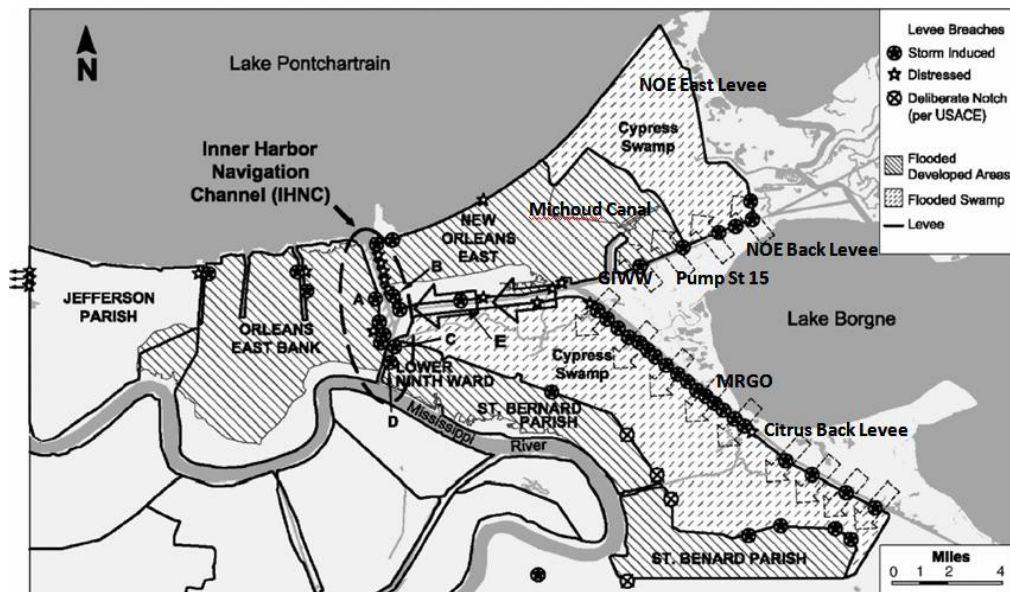 N
Lake Pontchartrain
Inner Harbor
Navigation
Channel (IHNC)
JEFFERSON
PARISH
ORLEANS
EAST BANK
NEW
ORLEANS
EAST
Michoud Canal
Cypress
Swamp
NOE East Levee
NOE Back Levee
GIWW
Pump St 15
Lake Borgne
A
B
C
D
E
LOWER
NINTH WARD
ST. BERNARD
PARISH
Cypress
Swamp
MRGO
Citrus Back Levee
Mississippi
River
ST. BENARD PARISH
Levee Breaches
Storm Induced
Distressed
Deliberate Notch
(per USACE)
Flooded
Developed Areas
Flooded Swamp
Levee
Miles
0 1 2 4